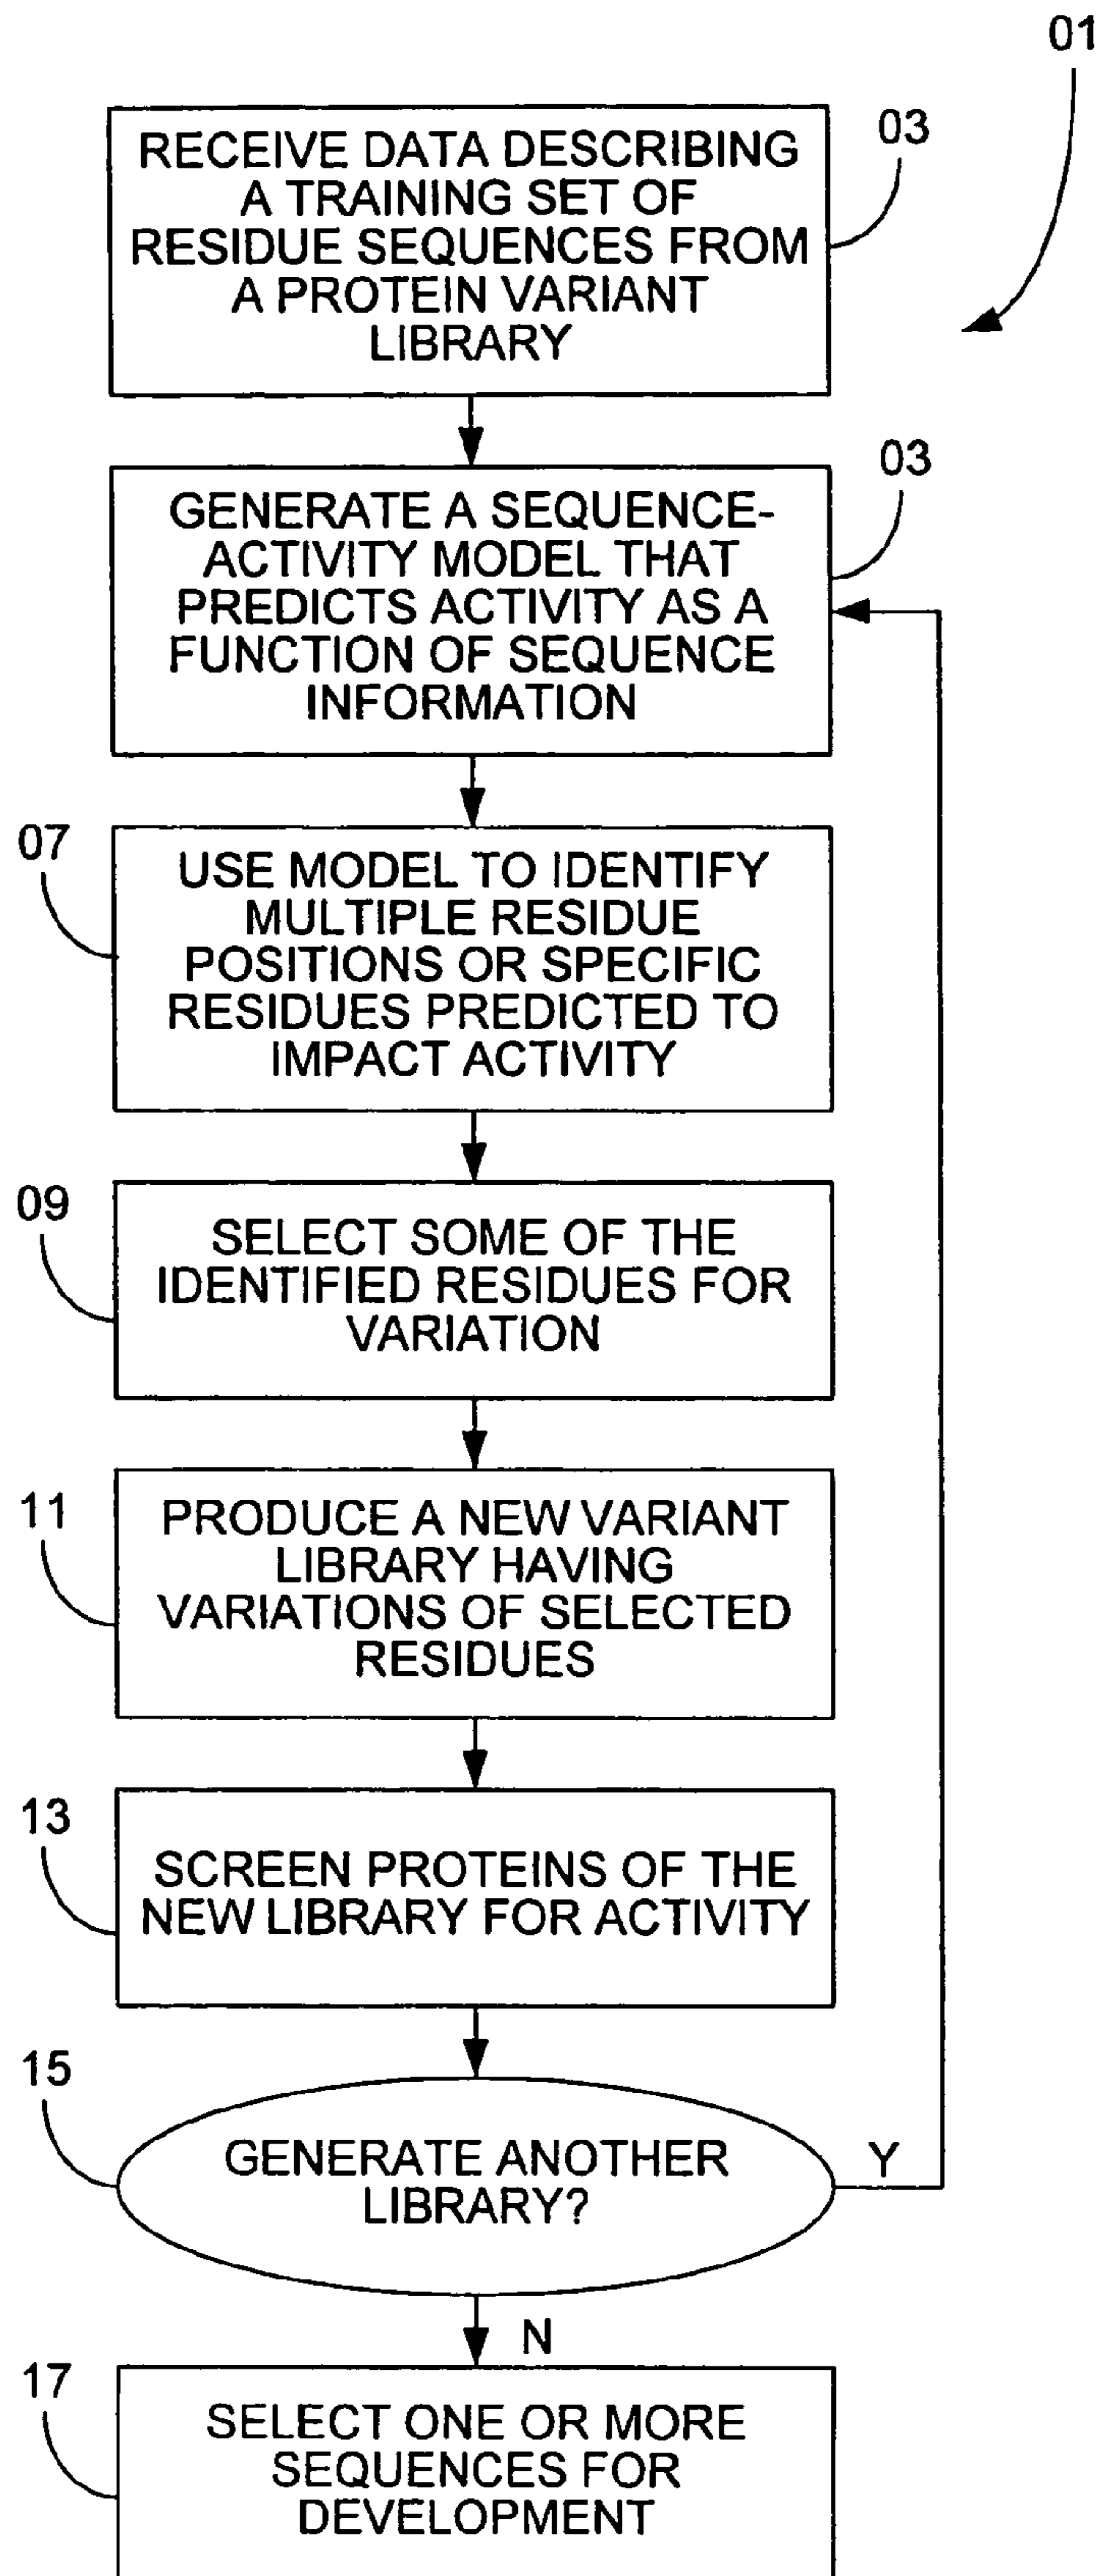 01
03
RECEIVE DATA DESCRIBING
A TRAINING SET OF
RESIDUE SEQUENCES FROM
A PROTEIN VARIANT
LIBRARY
03
GENERATE A SEQUENCE-
ACTIVITY MODEL THAT
PREDICTS ACTIVITY AS A
FUNCTION OF SEQUENCE
INFORMATION
07
USE MODEL TO IDENTIFY
MULTIPLE RESIDUE
POSITIONS OR SPECIFIC
RESIDUES PREDICTED TO
IMPACT ACTIVITY
09
SELECT SOME OF THE
IDENTIFIED RESIDUES FOR
VARIATION
11
PRODUCE A NEW VARIANT
LIBRARY HAVING
VARIATIONS OF SELECTED
RESIDUES
13
SCREEN PROTEINS OF THE
NEW LIBRARY FOR ACTIVITY
15
GENERATE ANOTHER
LIBRARY?
Y
N
17
SELECT ONE OR MORE
SEQUENCES FOR
DEVELOPMENT